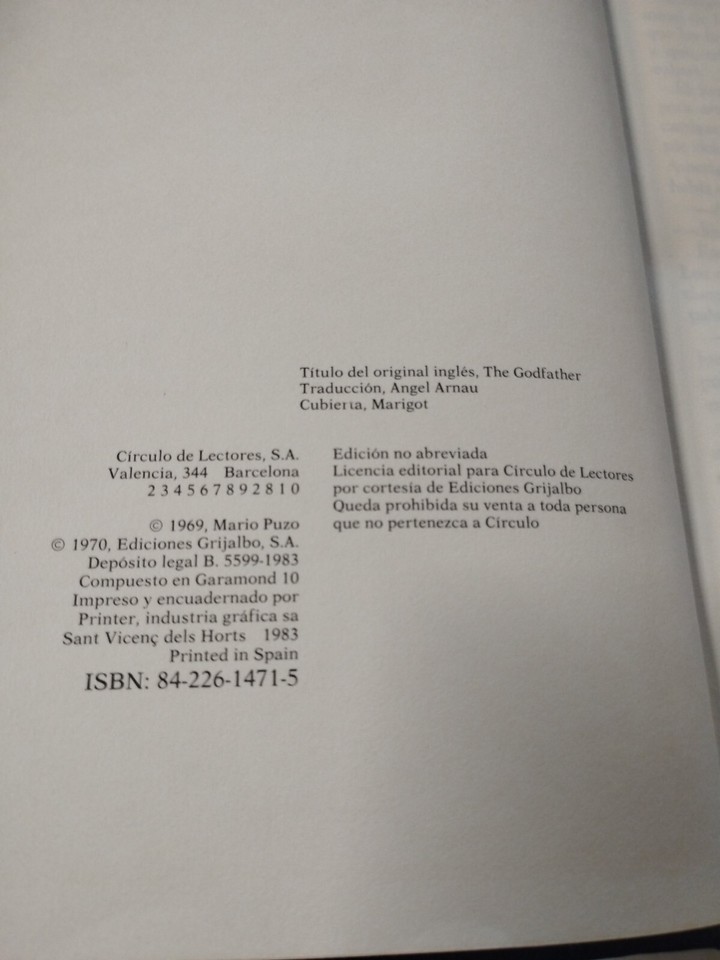 Título del original inglés, The Godfather
Traducción, Angel Arnau
Cubierta, Marigot
Círculo de Lectores, S.A.
Valencia, 344 Barcelona
2 3 4 5 6 7 8 9 2 8 1 0
© 1969, Mario Puzo
© 1970, Ediciones Grijalbo, S.A.
Depósito legal B. 5599-1983
Compuesto en Garamond 10
Impreso y encuadernado por
Printer, industria gráfica sa
Sant Vicenç dels Horts 1983
Printed in Spain
ISBN: 84-226-1471-5
Edición no abreviada
Licencia editorial para Círculo de Lectores
por cortesía de Ediciones Grijalbo
Queda prohibida su venta a toda persona
que no pertenezca a Círculo